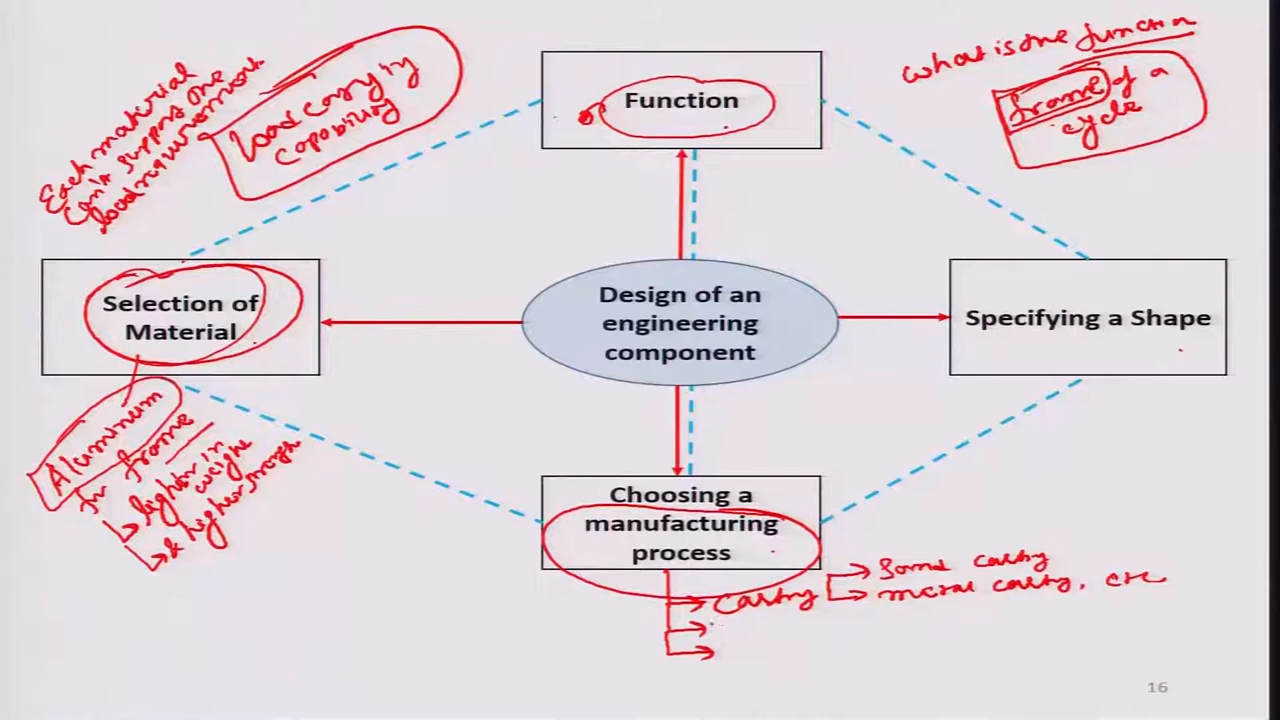 What is the function
frame of a
cycle
Each material
can't support the
load requirement
load carrying
capability
or
Function
Selection of
Material
Design of an
engineering
component
Specifying a Shape
Aluminum
for frame
lighter in
weight
& higher strength
Choosing a
manufacturing
process
Casting
Sand casting
metal casting, etc
16